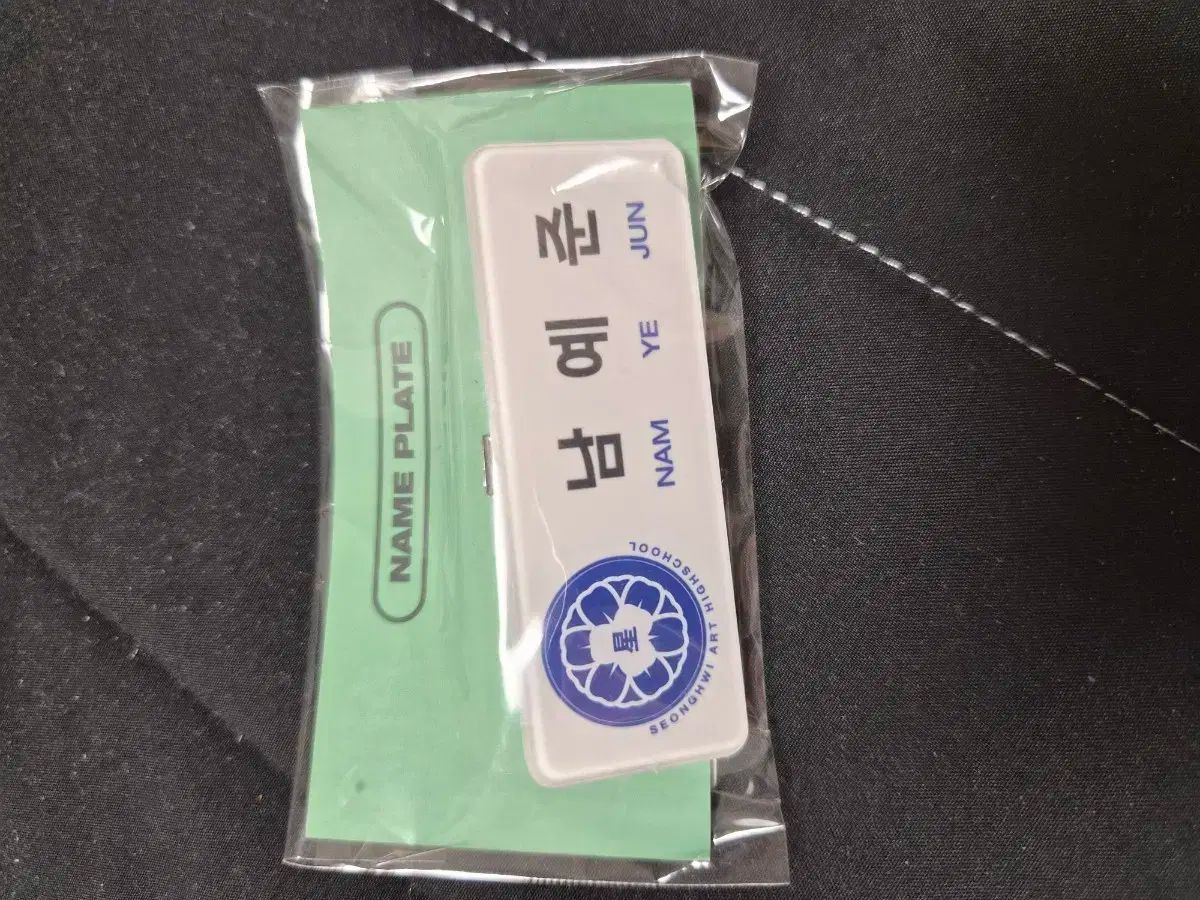 NAME PLATE
남 예 준
NAM YE JUN
SEONGHWI ART HIGHSCHOOL